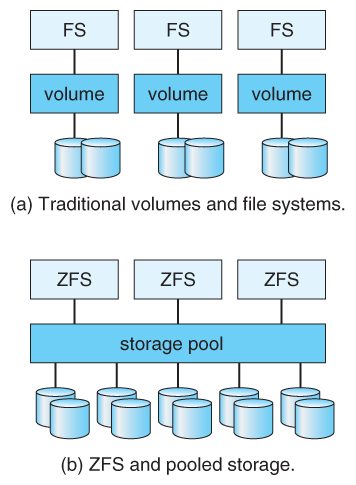 FS FS FS
volume volume volume
(a) Traditional volumes and file systems.
ZFS ZFS ZFS
storage pool
(b) ZFS and pooled storage.